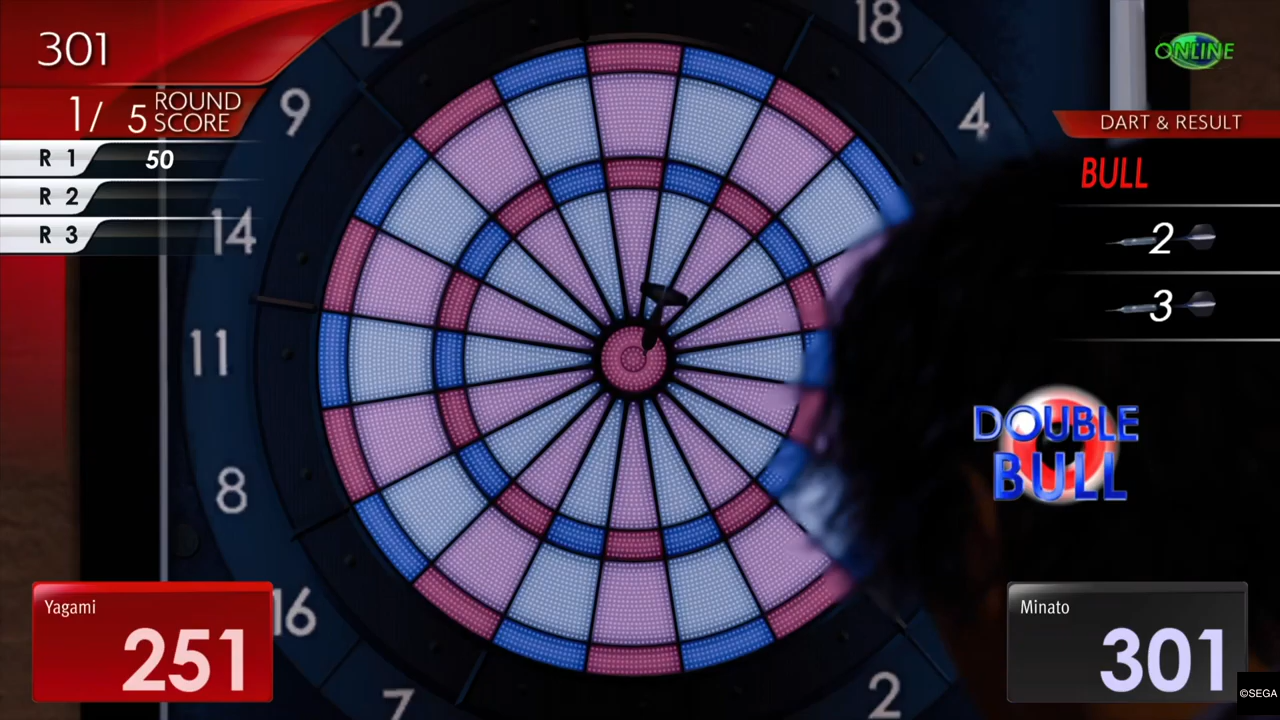 301
1/ 5 ROUND SCORE
R 1 50
R 2
R 3
12
18
9
4
14
11
8
16
7
2
ONLINE
DART & RESULT
BULL
2
3
DOUBLE
BULL
Yagami
251
Minato
301
©SEGA